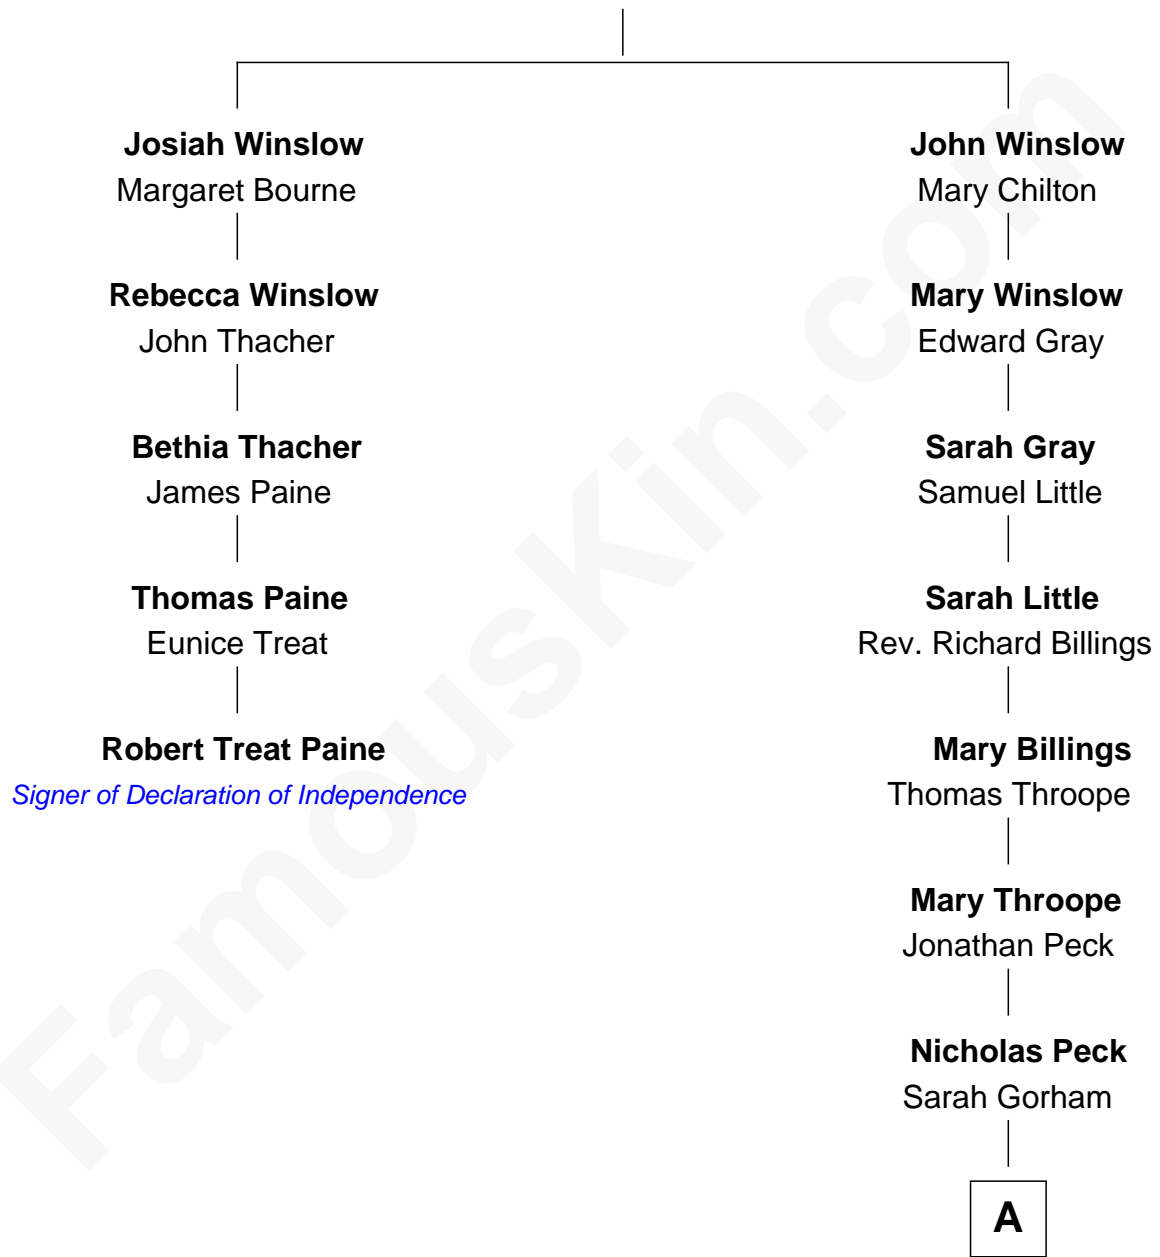 Josiah Winslow
Margaret Bourne
Rebecca Winslow
John Thacher
Bethia Thacher
James Paine
Thomas Paine
Eunice Treat
Robert Treat Paine
Signer of Declaration of Independence
John Winslow
Mary Chilton
Mary Winslow
Edward Gray
Sarah Gray
Samuel Little
Sarah Little
Rev. Richard Billings
Mary Billings
Thomas Throope
Mary Throope
Jonathan Peck
Nicholas Peck
Sarah Gorham
A
FamousKin.com